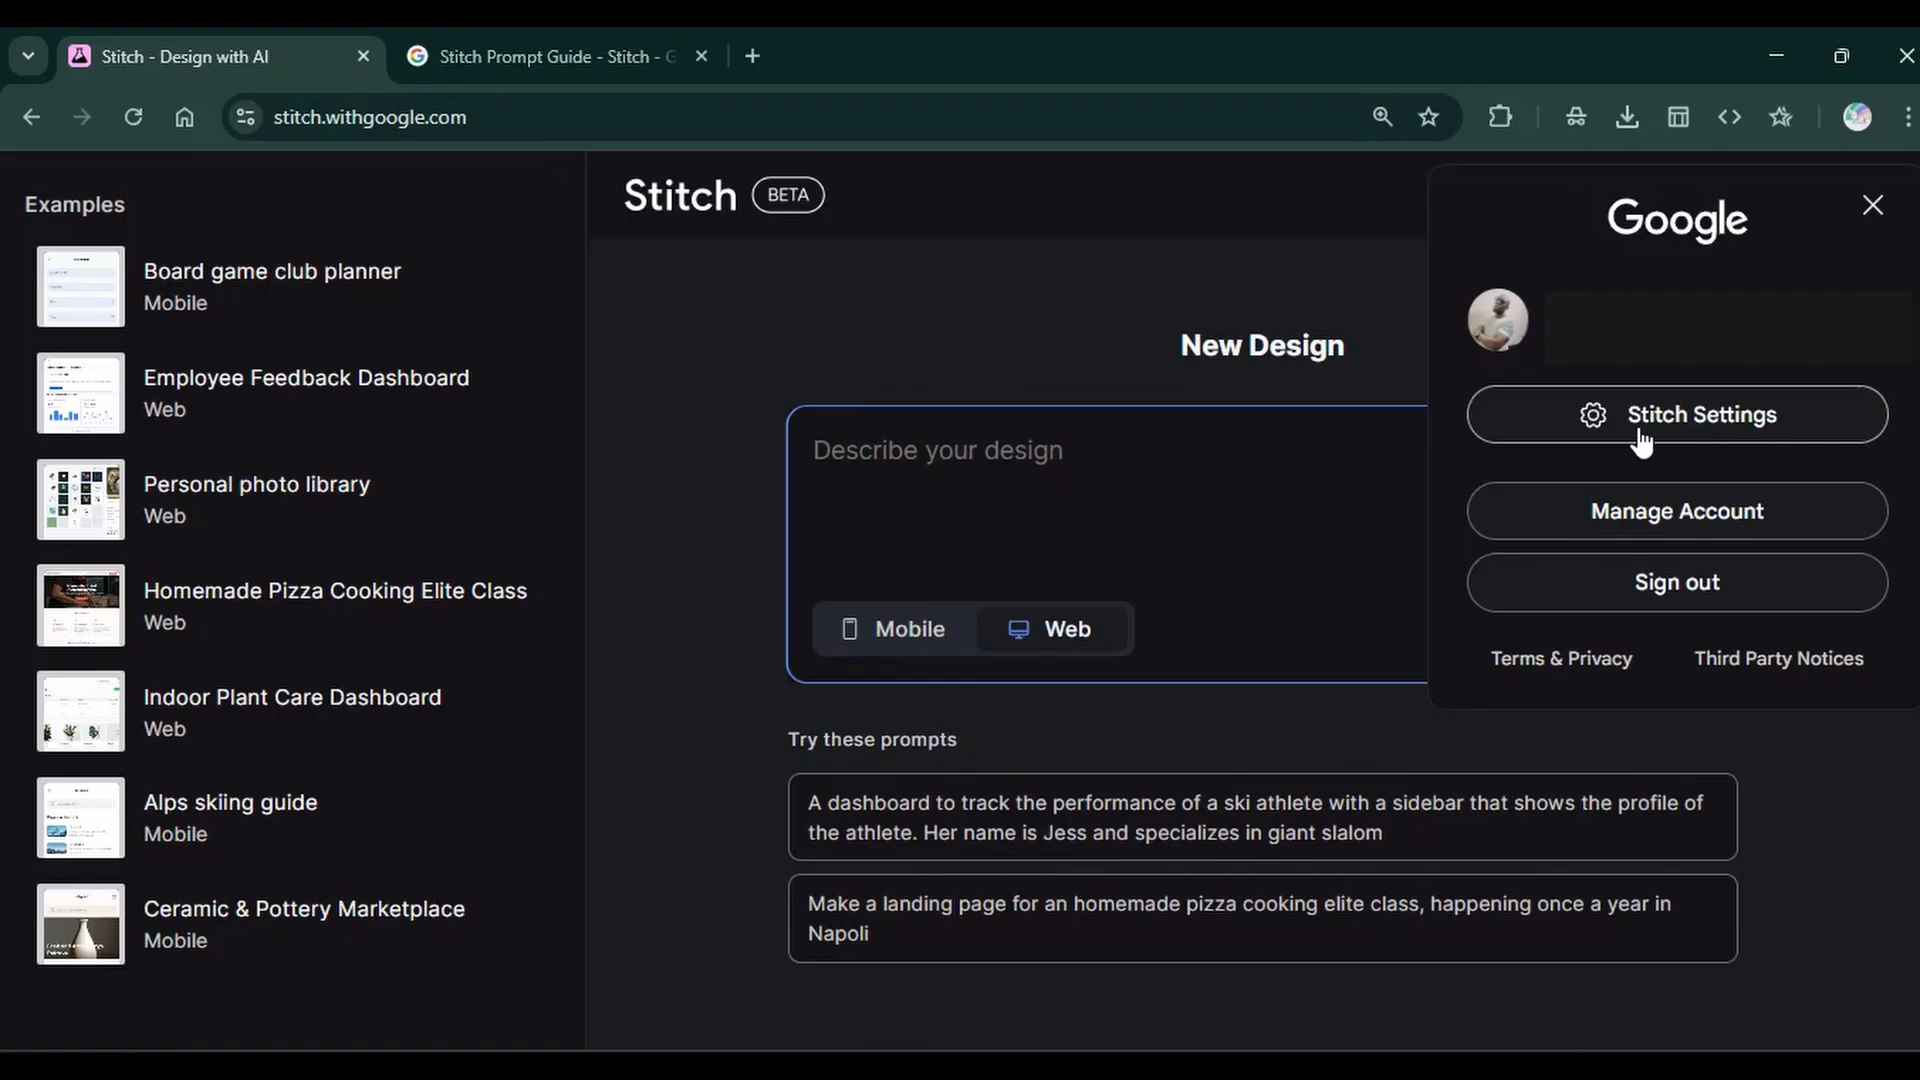 Stitch - Design with AI
Stitch Prompt Guide - Stitch - G
stitch.withgoogle.com
Examples
Board game club planner
Mobile
Employee Feedback Dashboard
Web
Personal photo library
Web
Homemade Pizza Cooking Elite Class
Web
Indoor Plant Care Dashboard
Web
Alps skiing guide
Mobile
Ceramic & Pottery Marketplace
Mobile
Stitch BETA
New Design
Describe your design
Mobile
Web
Try these prompts
A dashboard to track the performance of a ski athlete with a sidebar that shows the profile of
the athlete. Her name is Jess and specializes in giant slalom
Make a landing page for an homemade pizza cooking elite class, happening once a year in
Napoli
Google
Stitch Settings
Manage Account
Sign out
Terms & Privacy
Third Party Notices